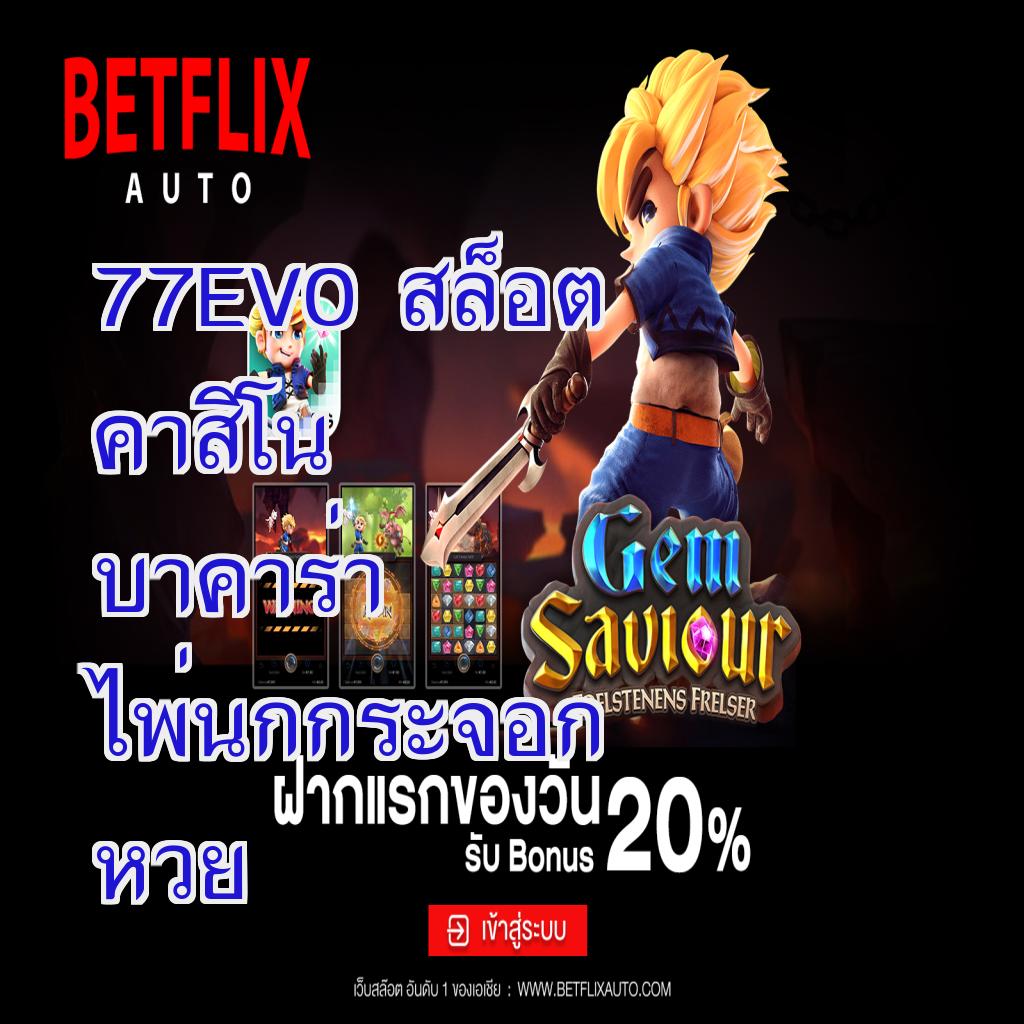 BETFLIX
AUTO
77EVO สล็อต
คาสิโน
บาคาร่า
ไพ่นกกระจอก
หวย
Gem
Saviour
FRELSER
ฝากแรกของวัน 20%
รับ Bonus
เข้าสู่ระบบ
เว็บสล๊อต อันดับ 1 ของเอเชีย : WWW.BETFLIXAUTO.COM